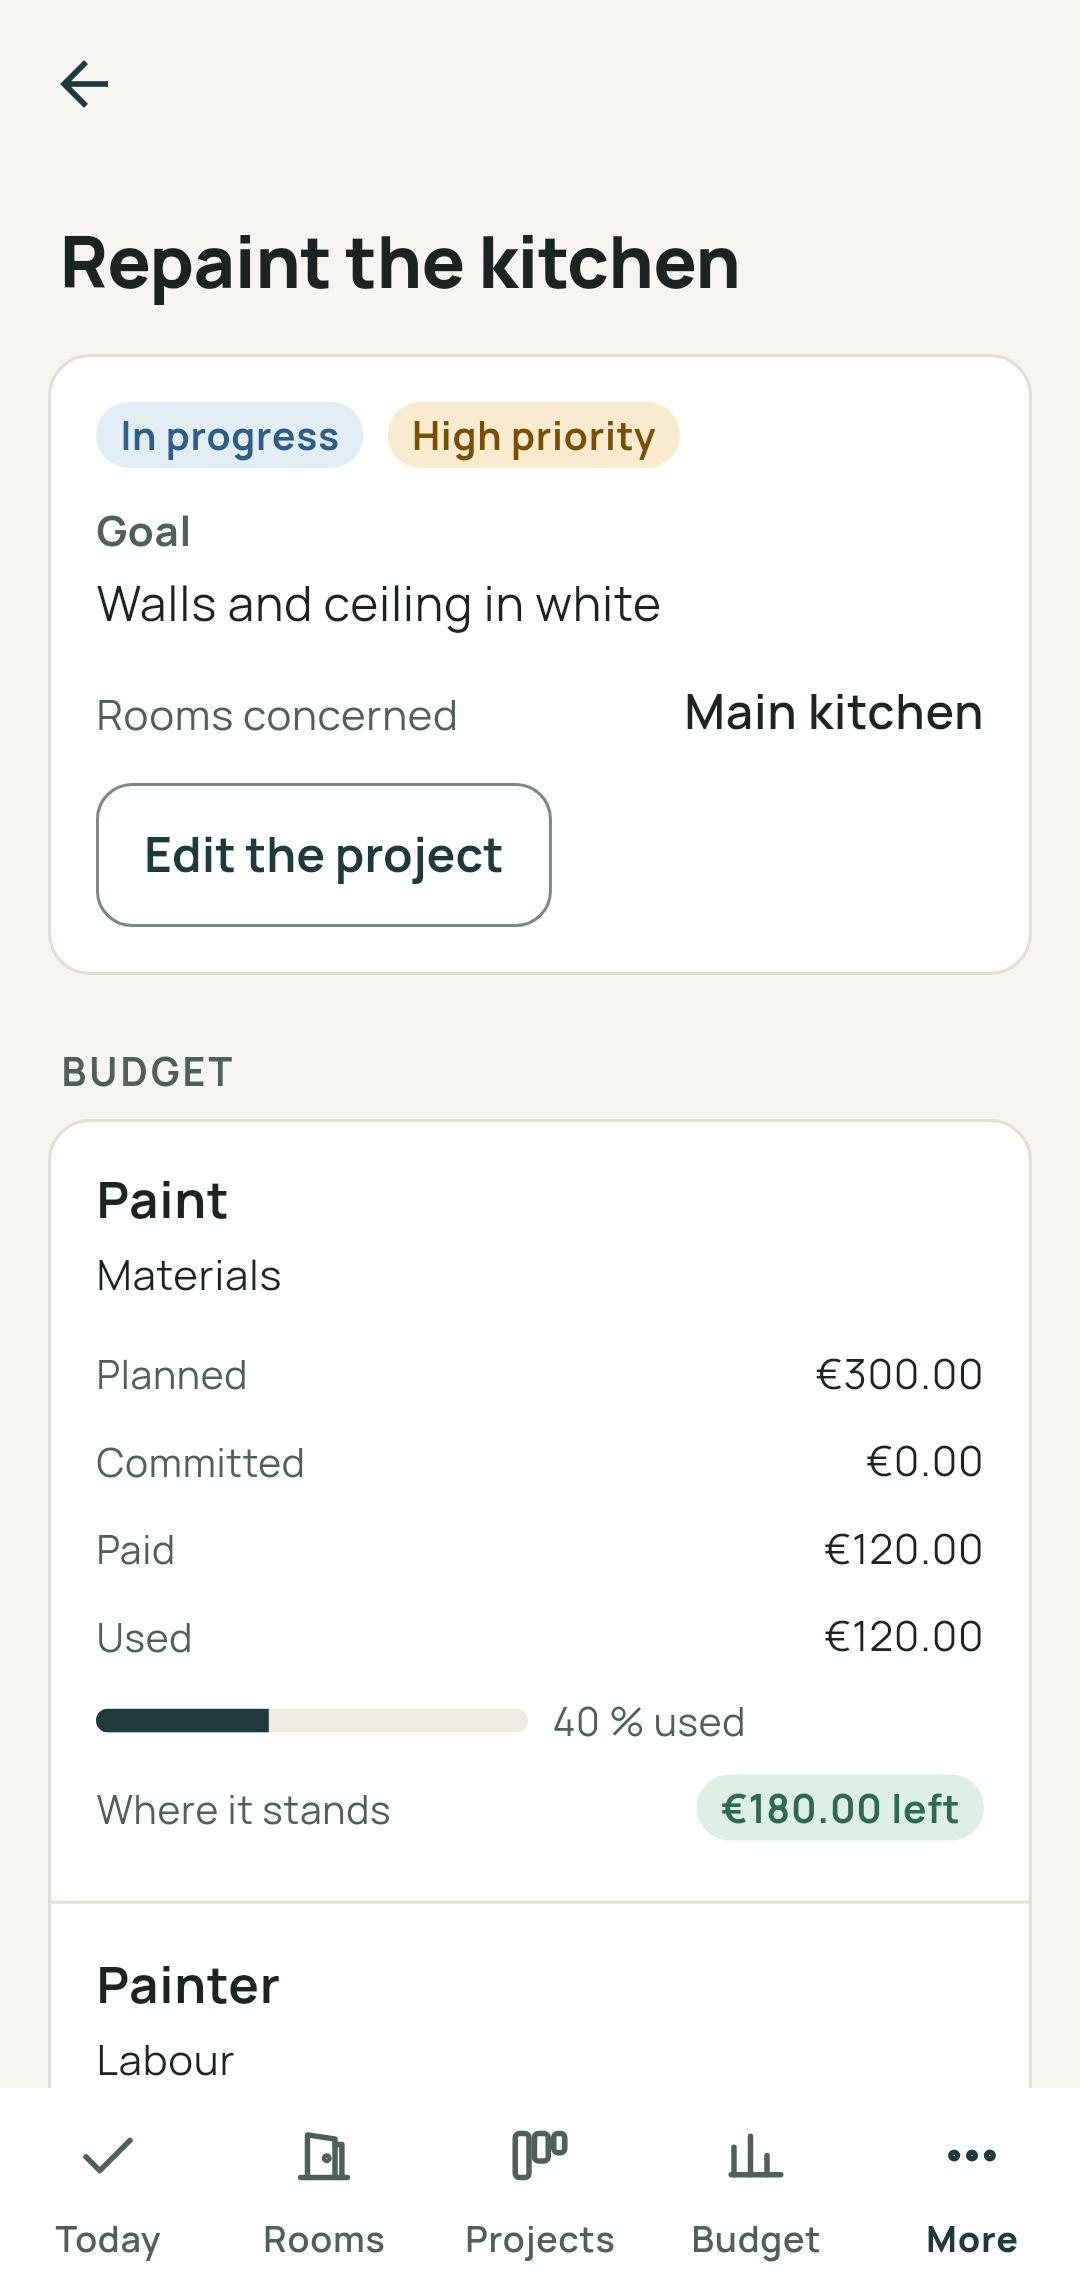 Repaint the kitchen
In progress
High priority
Goal
Walls and ceiling in white
Rooms concerned
Main kitchen
Edit the project
BUDGET
Paint
Materials
Planned
€300.00
Committed
€0.00
Paid
€120.00
Used
€120.00
40 % used
Where it stands
€180.00 left
Painter
Labour
Today
Rooms
Projects
Budget
More